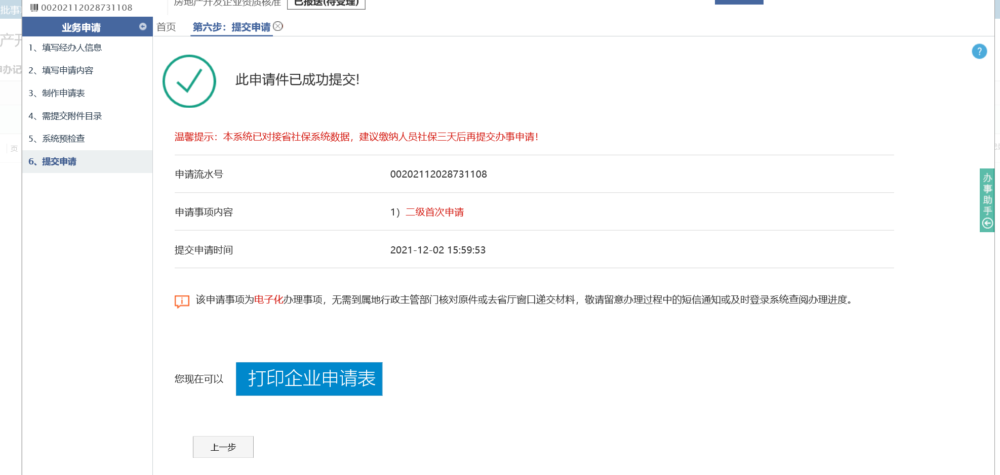 批事
00202112028731108
房地产开发企业资质核准
已报送(待受理)
业务申请
首页
第六步：提交申请
产开
申办记
页
1、填写经办人信息
2、填写申请内容
3、制作申请表
4、需提交附件目录
5、系统预检查
6、提交申请
?
此申请件已成功提交!
温馨提示：本系统已对接省社保系统数据，建议缴纳人员社保三天后再提交办事申请！
申请流水号 00202112028731108
申请事项内容 1）二级首次申请
提交申请时间 2021-12-02 15:59:53
该申请事项为电子化办理事项，无需到属地行政主管部门核对原件或去省厅窗口递交材料，敬请留意办理过程中的短信通知或及时登录系统查阅办理进度。
您现在可以 打印企业申请表
上一步
办事助手